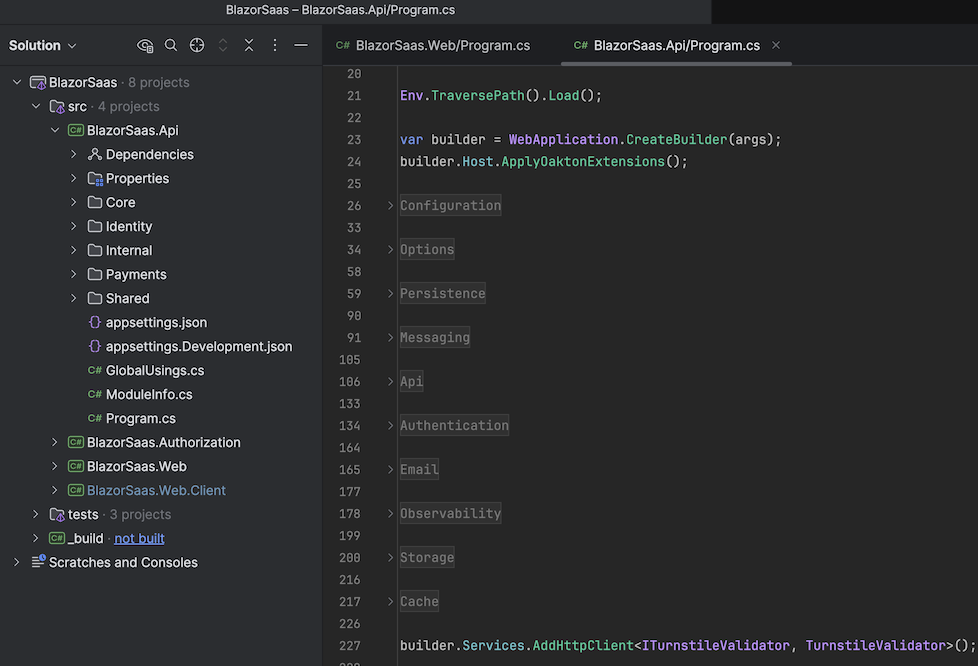 BlazorSaas – BlazorSaas.Api/Program.cs
Solution
BlazorSaas · 8 projects
src · 4 projects
C# BlazorSaas.Api
Dependencies
Properties
Core
Identity
Internal
Payments
Shared
{} appsettings.json
{} appsettings.Development.json
C# GlobalUsings.cs
C# ModuleInfo.cs
C# Program.cs
C# BlazorSaas.Authorization
C# BlazorSaas.Web
C# BlazorSaas.Web.Client
tests · 3 projects
C# _build · not built
Scratches and Consoles
C# BlazorSaas.Web/Program.cs
C# BlazorSaas.Api/Program.cs
20
21 Env.TraversePath().Load();
22
23 var builder = WebApplication.CreateBuilder(args);
24 builder.Host.ApplyOaktonExtensions();
25
26 Configuration
33
34 Options
58
59 Persistence
90
91 Messaging
105
106 Api
133
134 Authentication
164
165 Email
177
178 Observability
199
200 Storage
216
217 Cache
226
227 builder.Services.AddHttpClient<ITurnstileValidator, TurnstileValidator>();